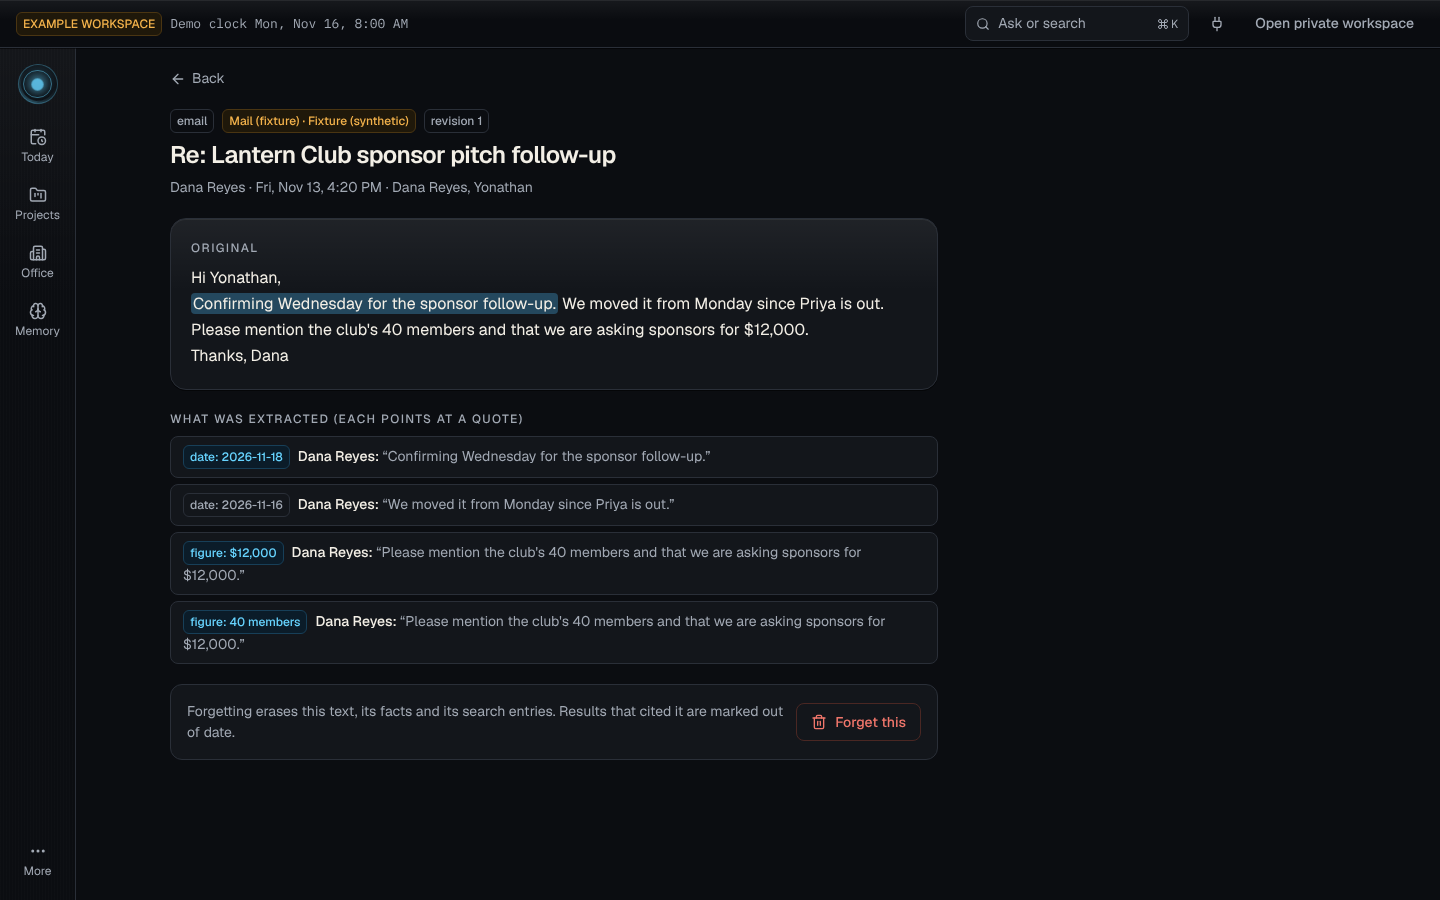 EXAMPLE WORKSPACE Demo clock Mon, Nov 16, 8:00 AM
Ask or search ⌘K
Open private workspace
Today
Projects
Office
Memory
More
← Back
email Mail (fixture) · Fixture (synthetic) revision 1
Re: Lantern Club sponsor pitch follow-up
Dana Reyes · Fri, Nov 13, 4:20 PM · Dana Reyes, Yonathan
ORIGINAL
Hi Yonathan,
Confirming Wednesday for the sponsor follow-up. We moved it from Monday since Priya is out.
Please mention the club's 40 members and that we are asking sponsors for $12,000.
Thanks, Dana
WHAT WAS EXTRACTED (EACH POINTS AT A QUOTE)
date: 2026-11-18 Dana Reyes: “Confirming Wednesday for the sponsor follow-up.”
date: 2026-11-16 Dana Reyes: “We moved it from Monday since Priya is out.”
figure: $12,000 Dana Reyes: “Please mention the club's 40 members and that we are asking sponsors for
$12,000.”
figure: 40 members Dana Reyes: “Please mention the club's 40 members and that we are asking sponsors for
$12,000.”
Forgetting erases this text, its facts and its search entries. Results that cited it are marked out
of date.
Forget this